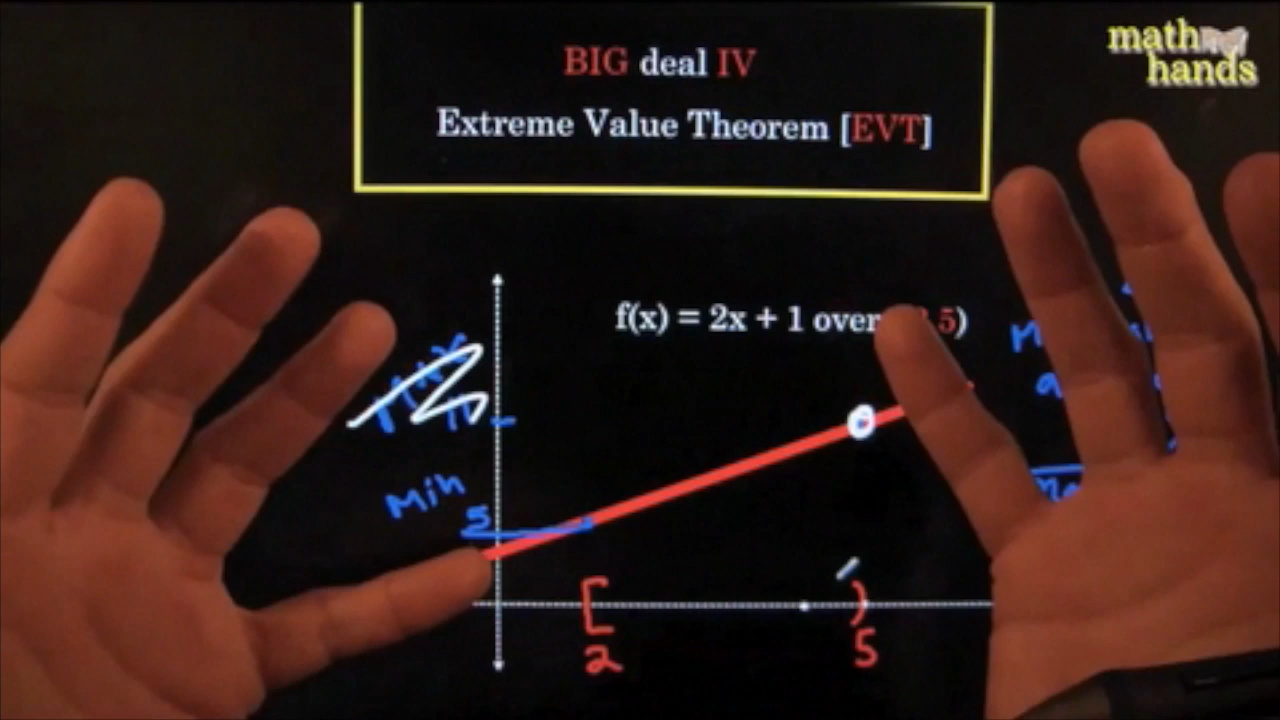 math
hands
BIG deal IV
Extreme Value Theorem [EVT]
f(x) = 2x + 1 over 5)
Min
5
2
5